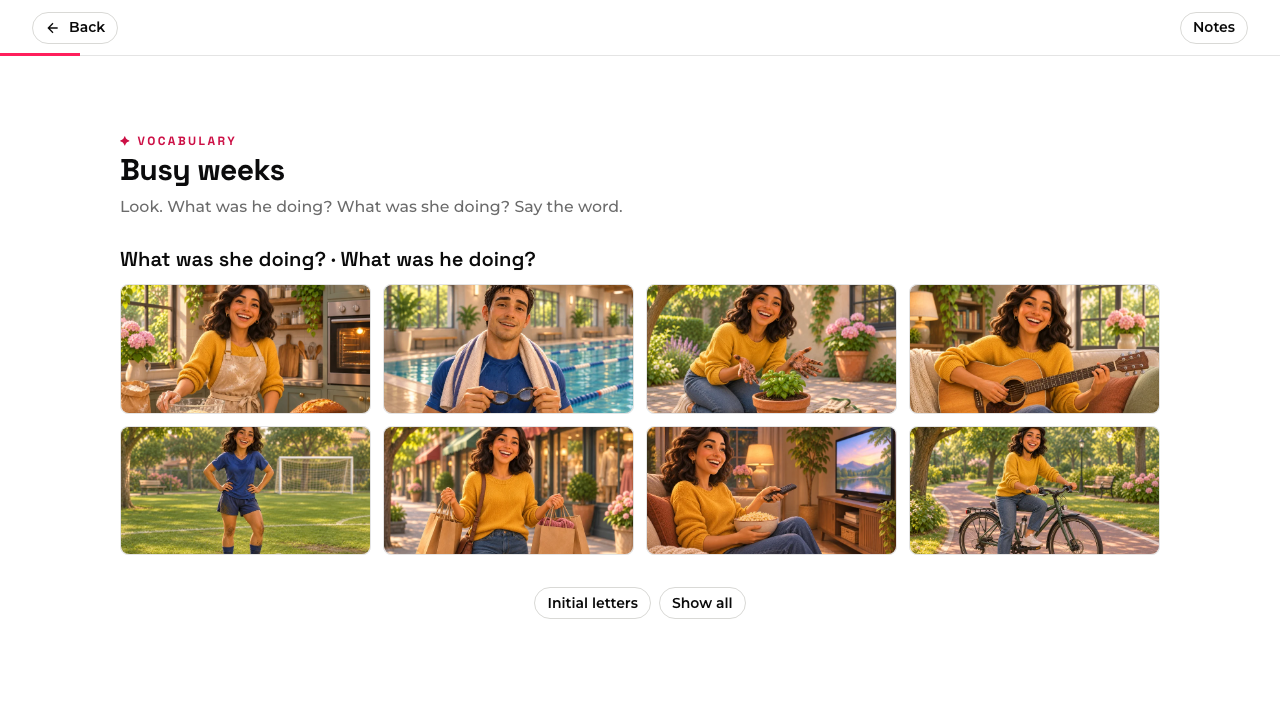 Back
Notes
VOCABULARY
Busy weeks
Look. What was he doing? What was she doing? Say the word.
What was she doing? · What was he doing?
Initial letters
Show all